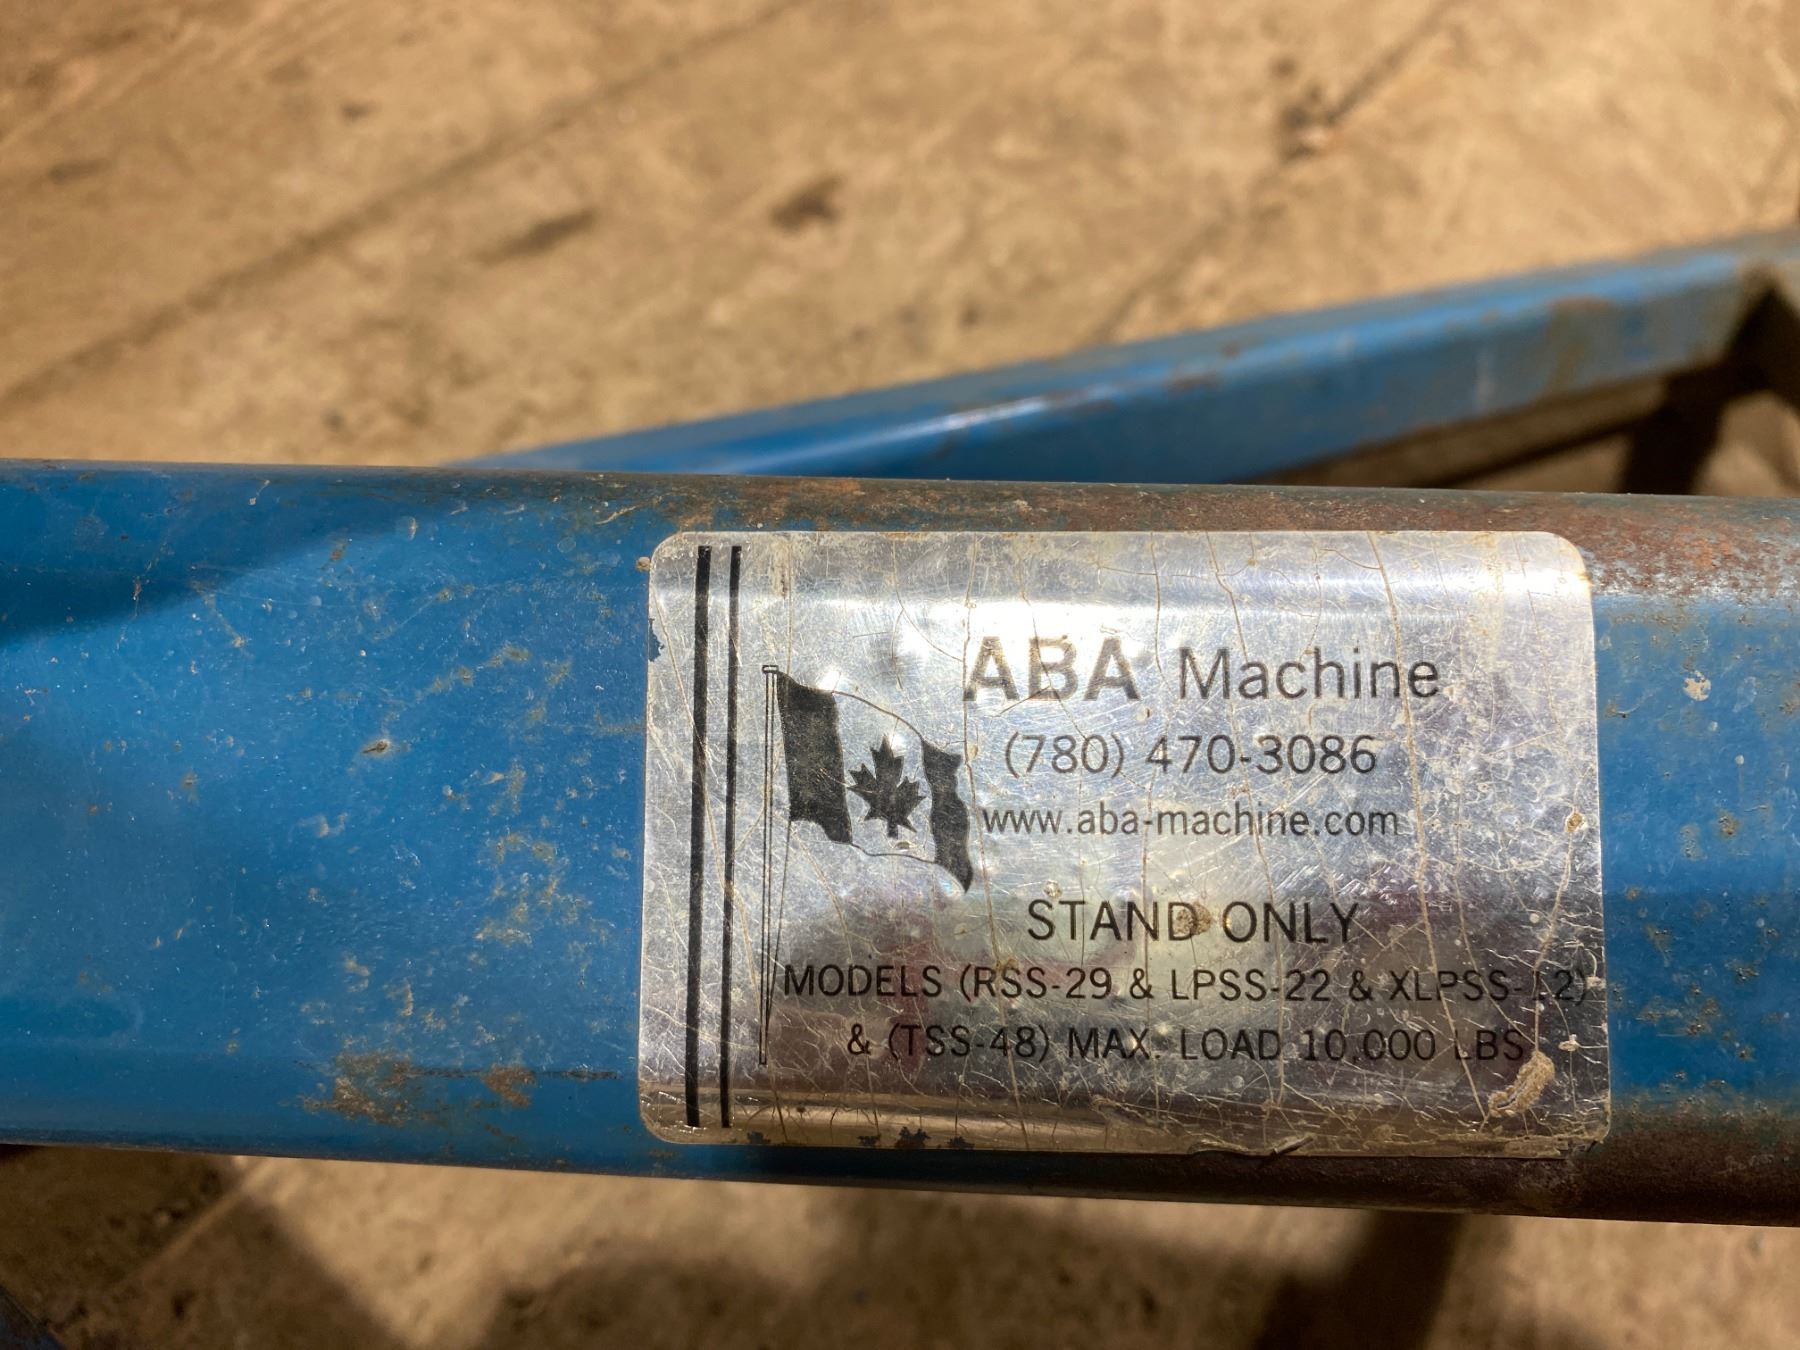 ABA Machine
(780) 470-3086
www.aba-machine.com
STAND ONLY
MODELS (RSS-29 & LPSS-22 & XLPSS-12)
& (TSS-48) MAX. LOAD 10,000 LBS